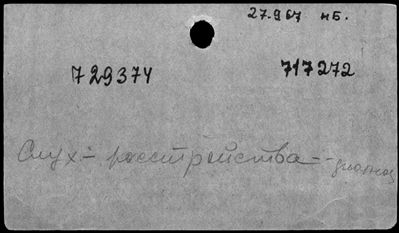 27.9.67 нБ.
729374 717272
Слух - расстройства - - диагноз